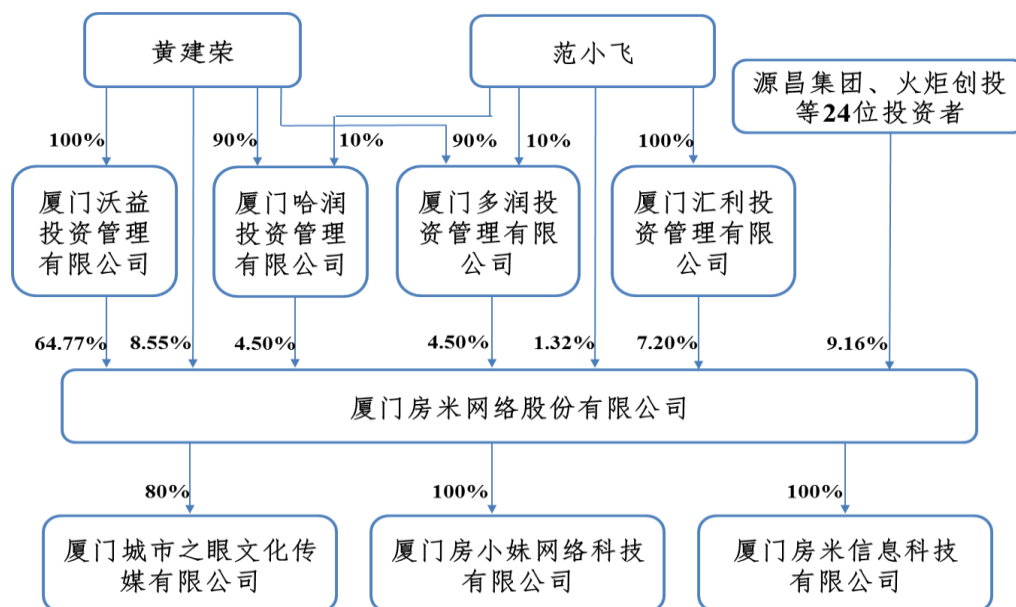 黄建荣
范小飞
源昌集团、火炬创投
等24位投资者
100%
90%
10%
90%
10%
100%
厦门沃益
投资管理
有限公司
厦门哈润
投资管理
有限公司
厦门多润投
资管理有限
公司
厦门汇利投
资管理有限
公司
64.77%
8.55%
4.50%
4.50%
1.32%
7.20%
9.16%
厦门房米网络股份有限公司
80%
100%
100%
厦门城市之眼文化传
媒有限公司
厦门房小妹网络科技
有限公司
厦门房米信息科技
有限公司